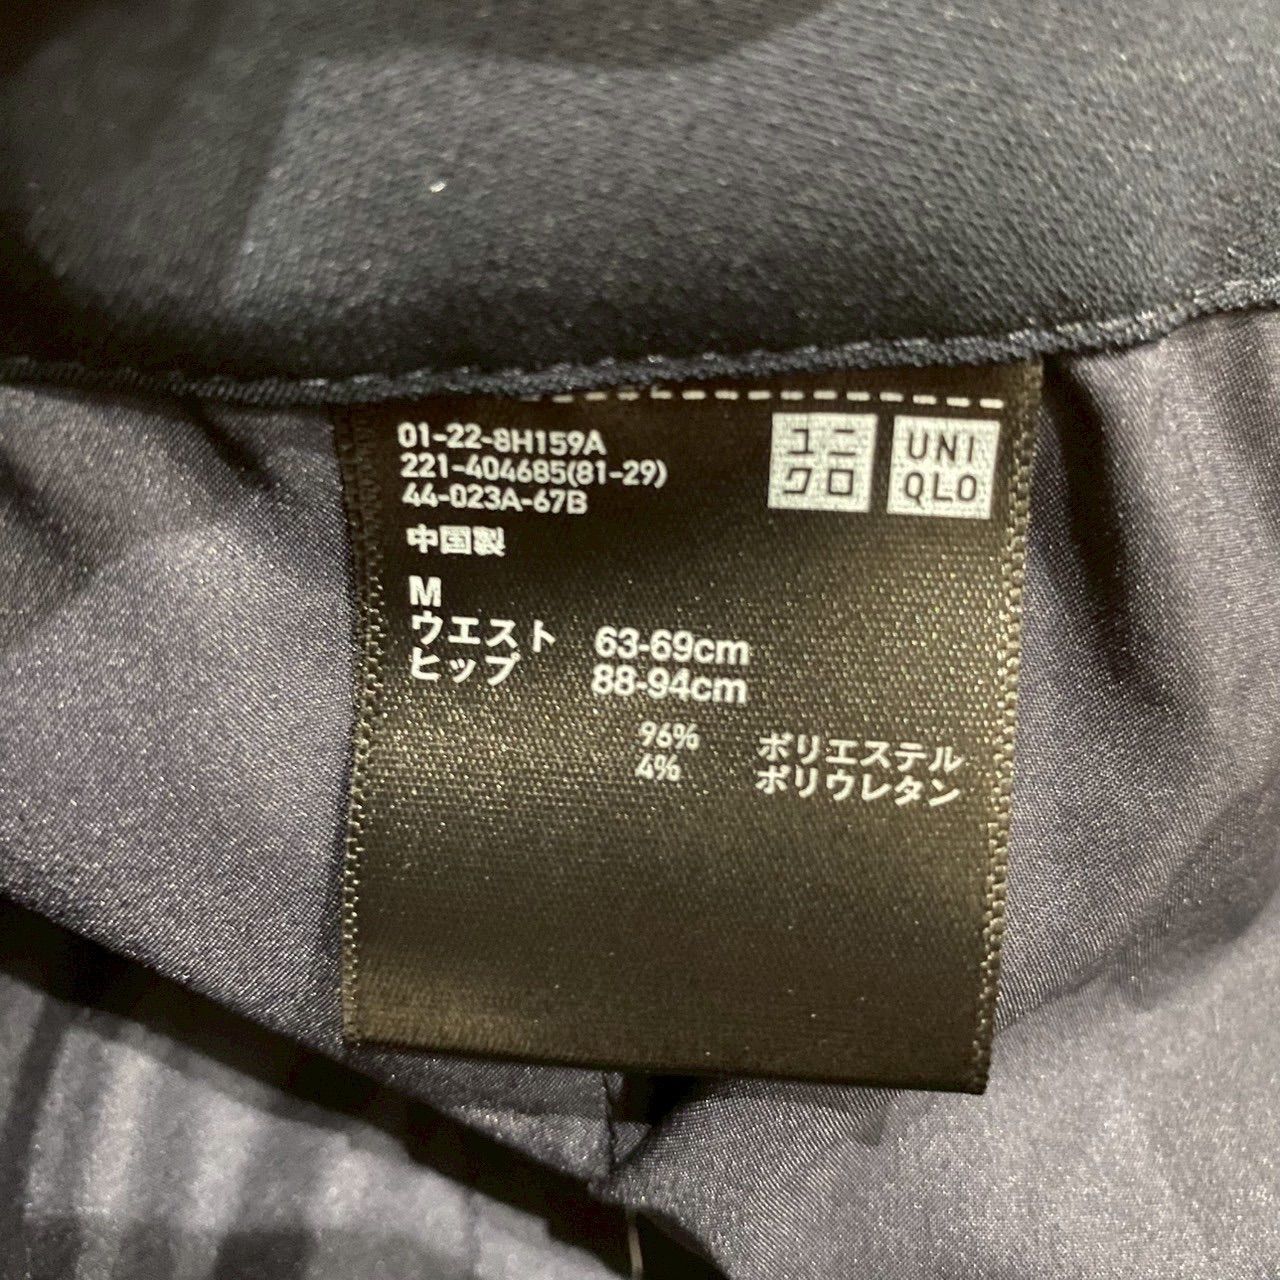 01-22-8H159A
221-404685(81-29)
44-023A-67B
ユニ
クロ
UNI
QLO
中国製
M
ウエスト 63-69cm
ヒップ 88-94cm
96% ポリエステル
4% ポリウレタン